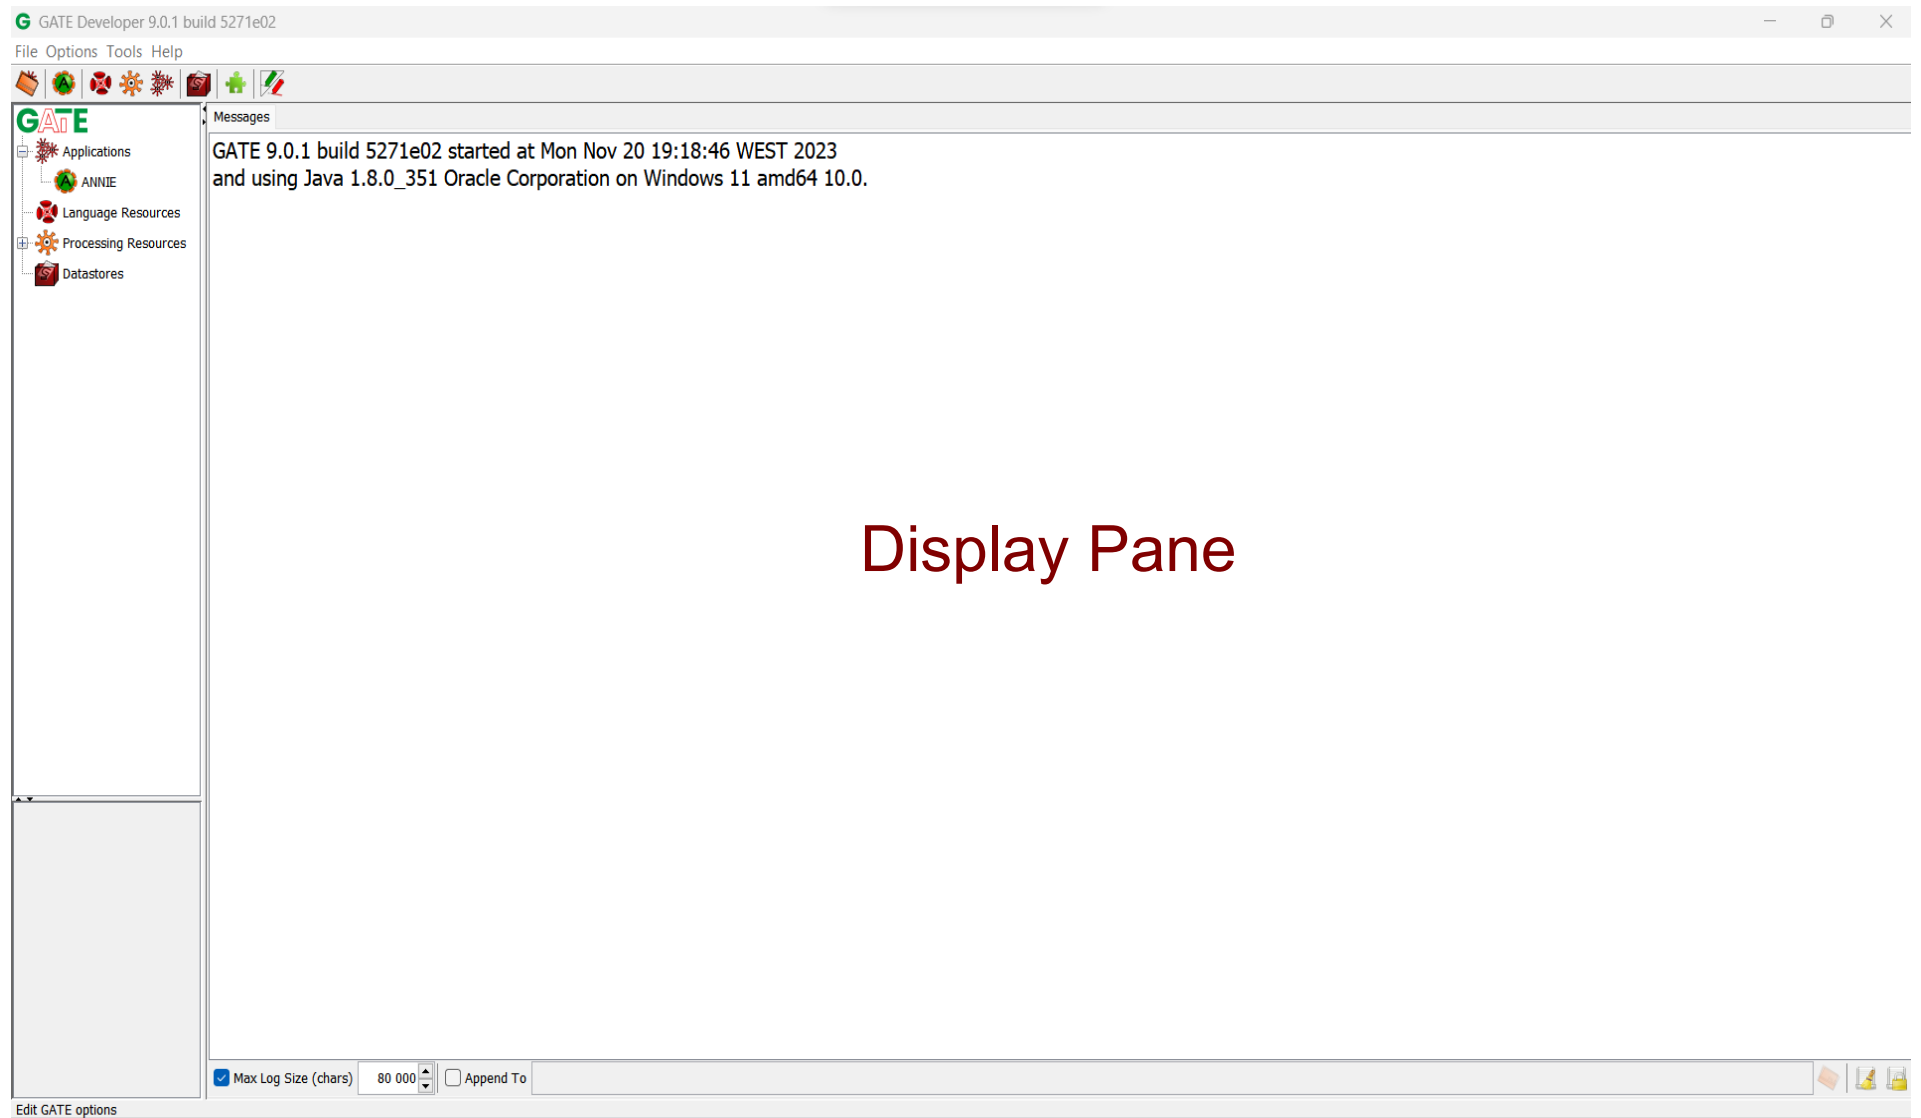 GATE Developer 9.0.1 build 5271e02
File Options Tools Help
GATE
Applications
ANNIE
Language Resources
Processing Resources
Datastores
Messages
GATE 9.0.1 build 5271e02 started at Mon Nov 20 19:18:46 WEST 2023
and using Java 1.8.0_351 Oracle Corporation on Windows 11 amd64 10.0.
Display Pane
Max Log Size (chars) 80 000 Append To
Edit GATE options